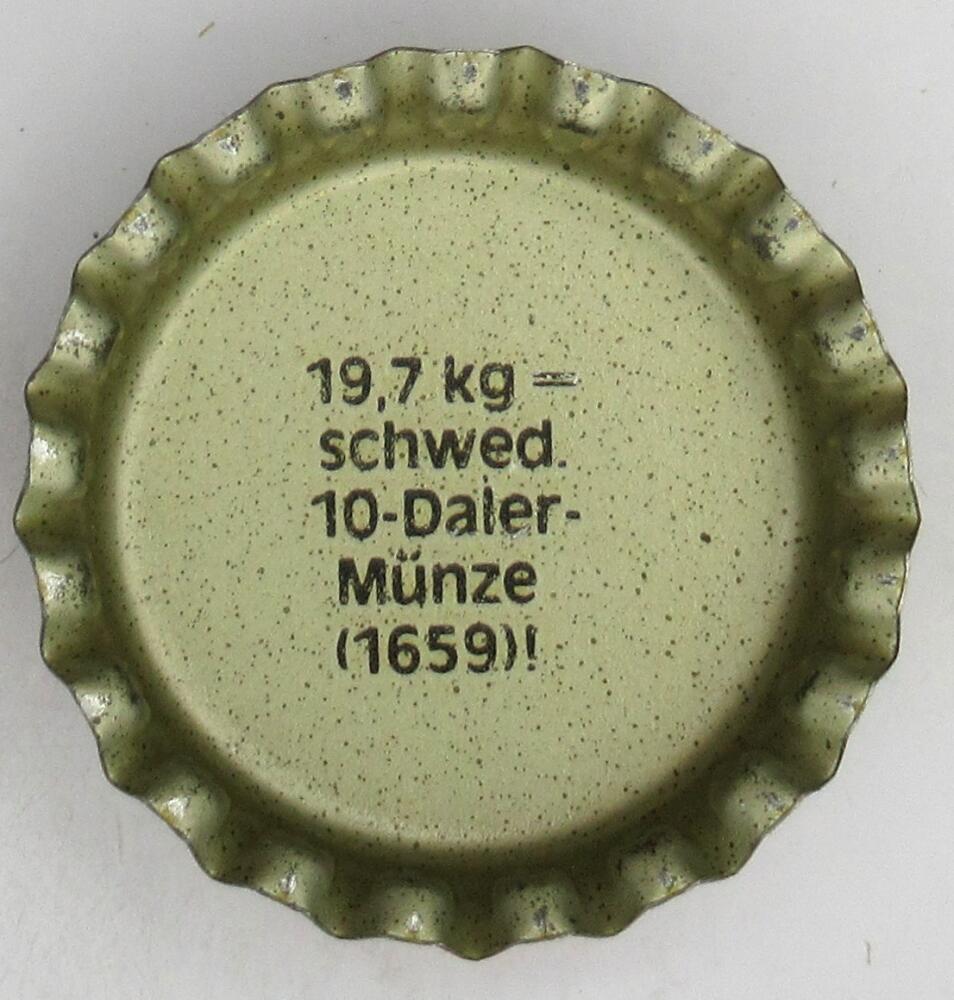 19,7 kg =
schwed.
10-Daler-
Münze
(1659)!